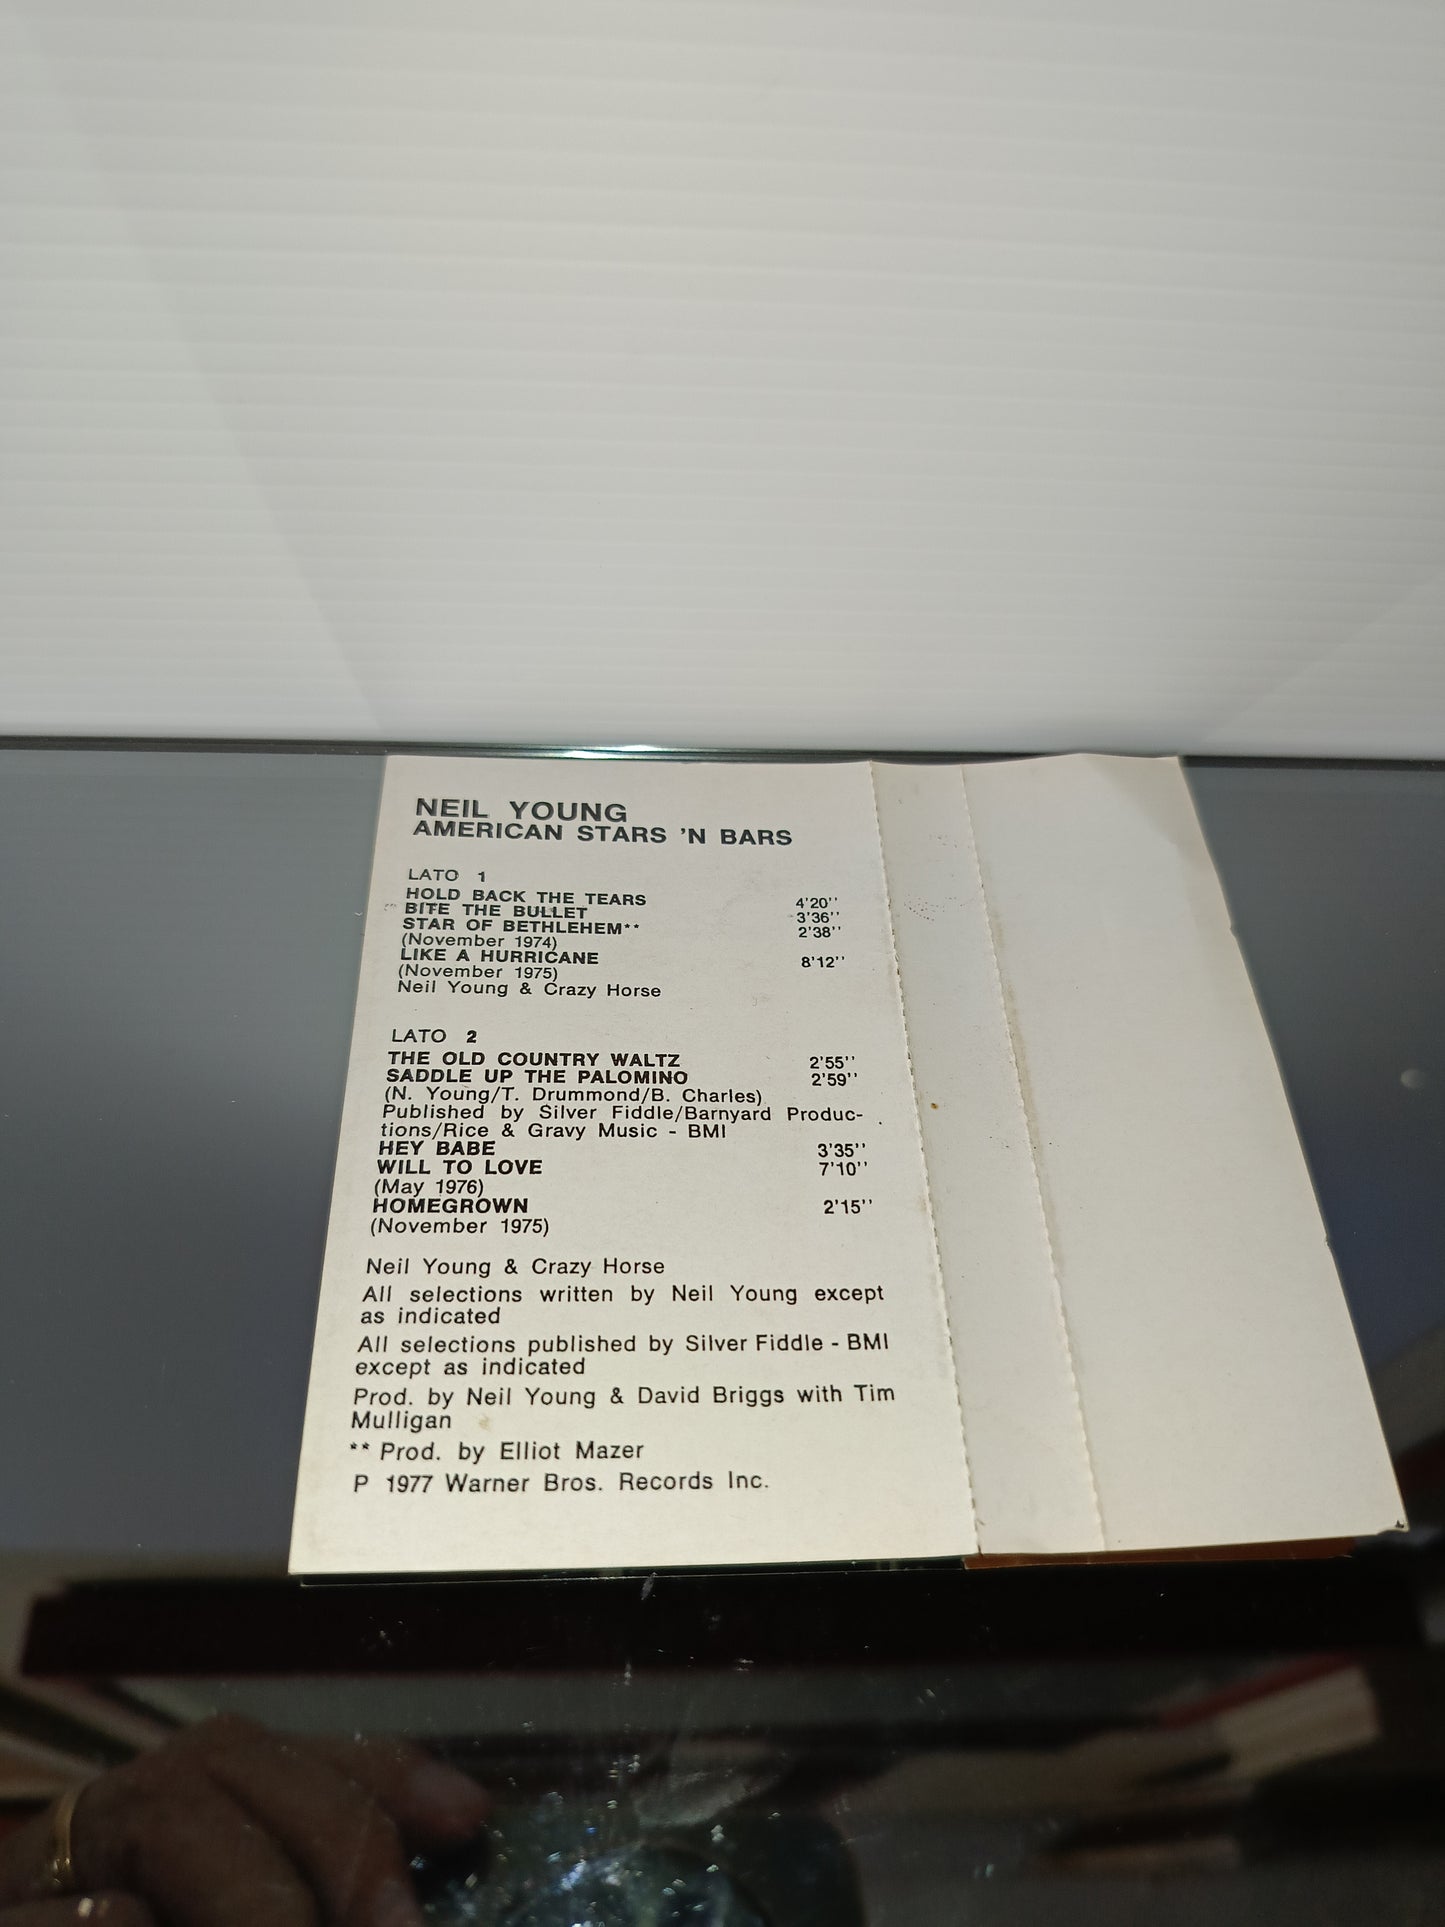 NEIL YOUNG
AMERICAN STARS 'N BARS
LATO 1
HOLD BACK THE TEARS 4'20''
BITE THE BULLET 3'36''
STAR OF BETHLEHEM** 2'38''
(November 1974)
LIKE A HURRICANE 8'12''
(November 1975)
Neil Young & Crazy Horse
LATO 2
THE OLD COUNTRY WALTZ 2'55''
SADDLE UP THE PALOMINO 2'59''
(N. Young/T. Drummond/B. Charles)
Published by Silver Fiddle/Barnyard Produc-
tions/Rice & Gravy Music - BMI
HEY BABE 3'35''
WILL TO LOVE 7'10''
(May 1976)
HOMEGROWN 2'15''
(November 1975)
Neil Young & Crazy Horse
All selections written by Neil Young except
as indicated
All selections published by Silver Fiddle - BMI
except as indicated
Prod. by Neil Young & David Briggs with Tim
Mulligan
** Prod. by Elliot Mazer
P 1977 Warner Bros. Records Inc.